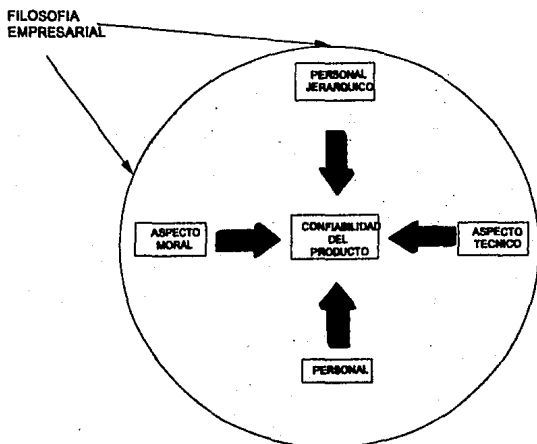 FILOSOFIA
EMPRESARIAL
PERSONAL
JERARQUICO
ASPECTO
MORAL
CONFIABILIDAD
DEL
PRODUCTO
ASPECTO
TECNICO
PERSONAL